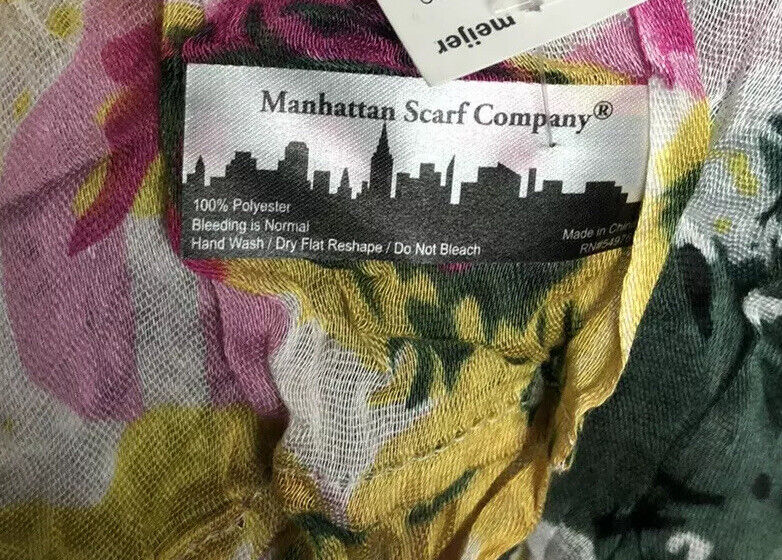 meijer
Manhattan Scarf Company®
100% Polyester
Bleeding is Normal
Hand Wash / Dry Flat Reshape / Do Not Bleach
Made in